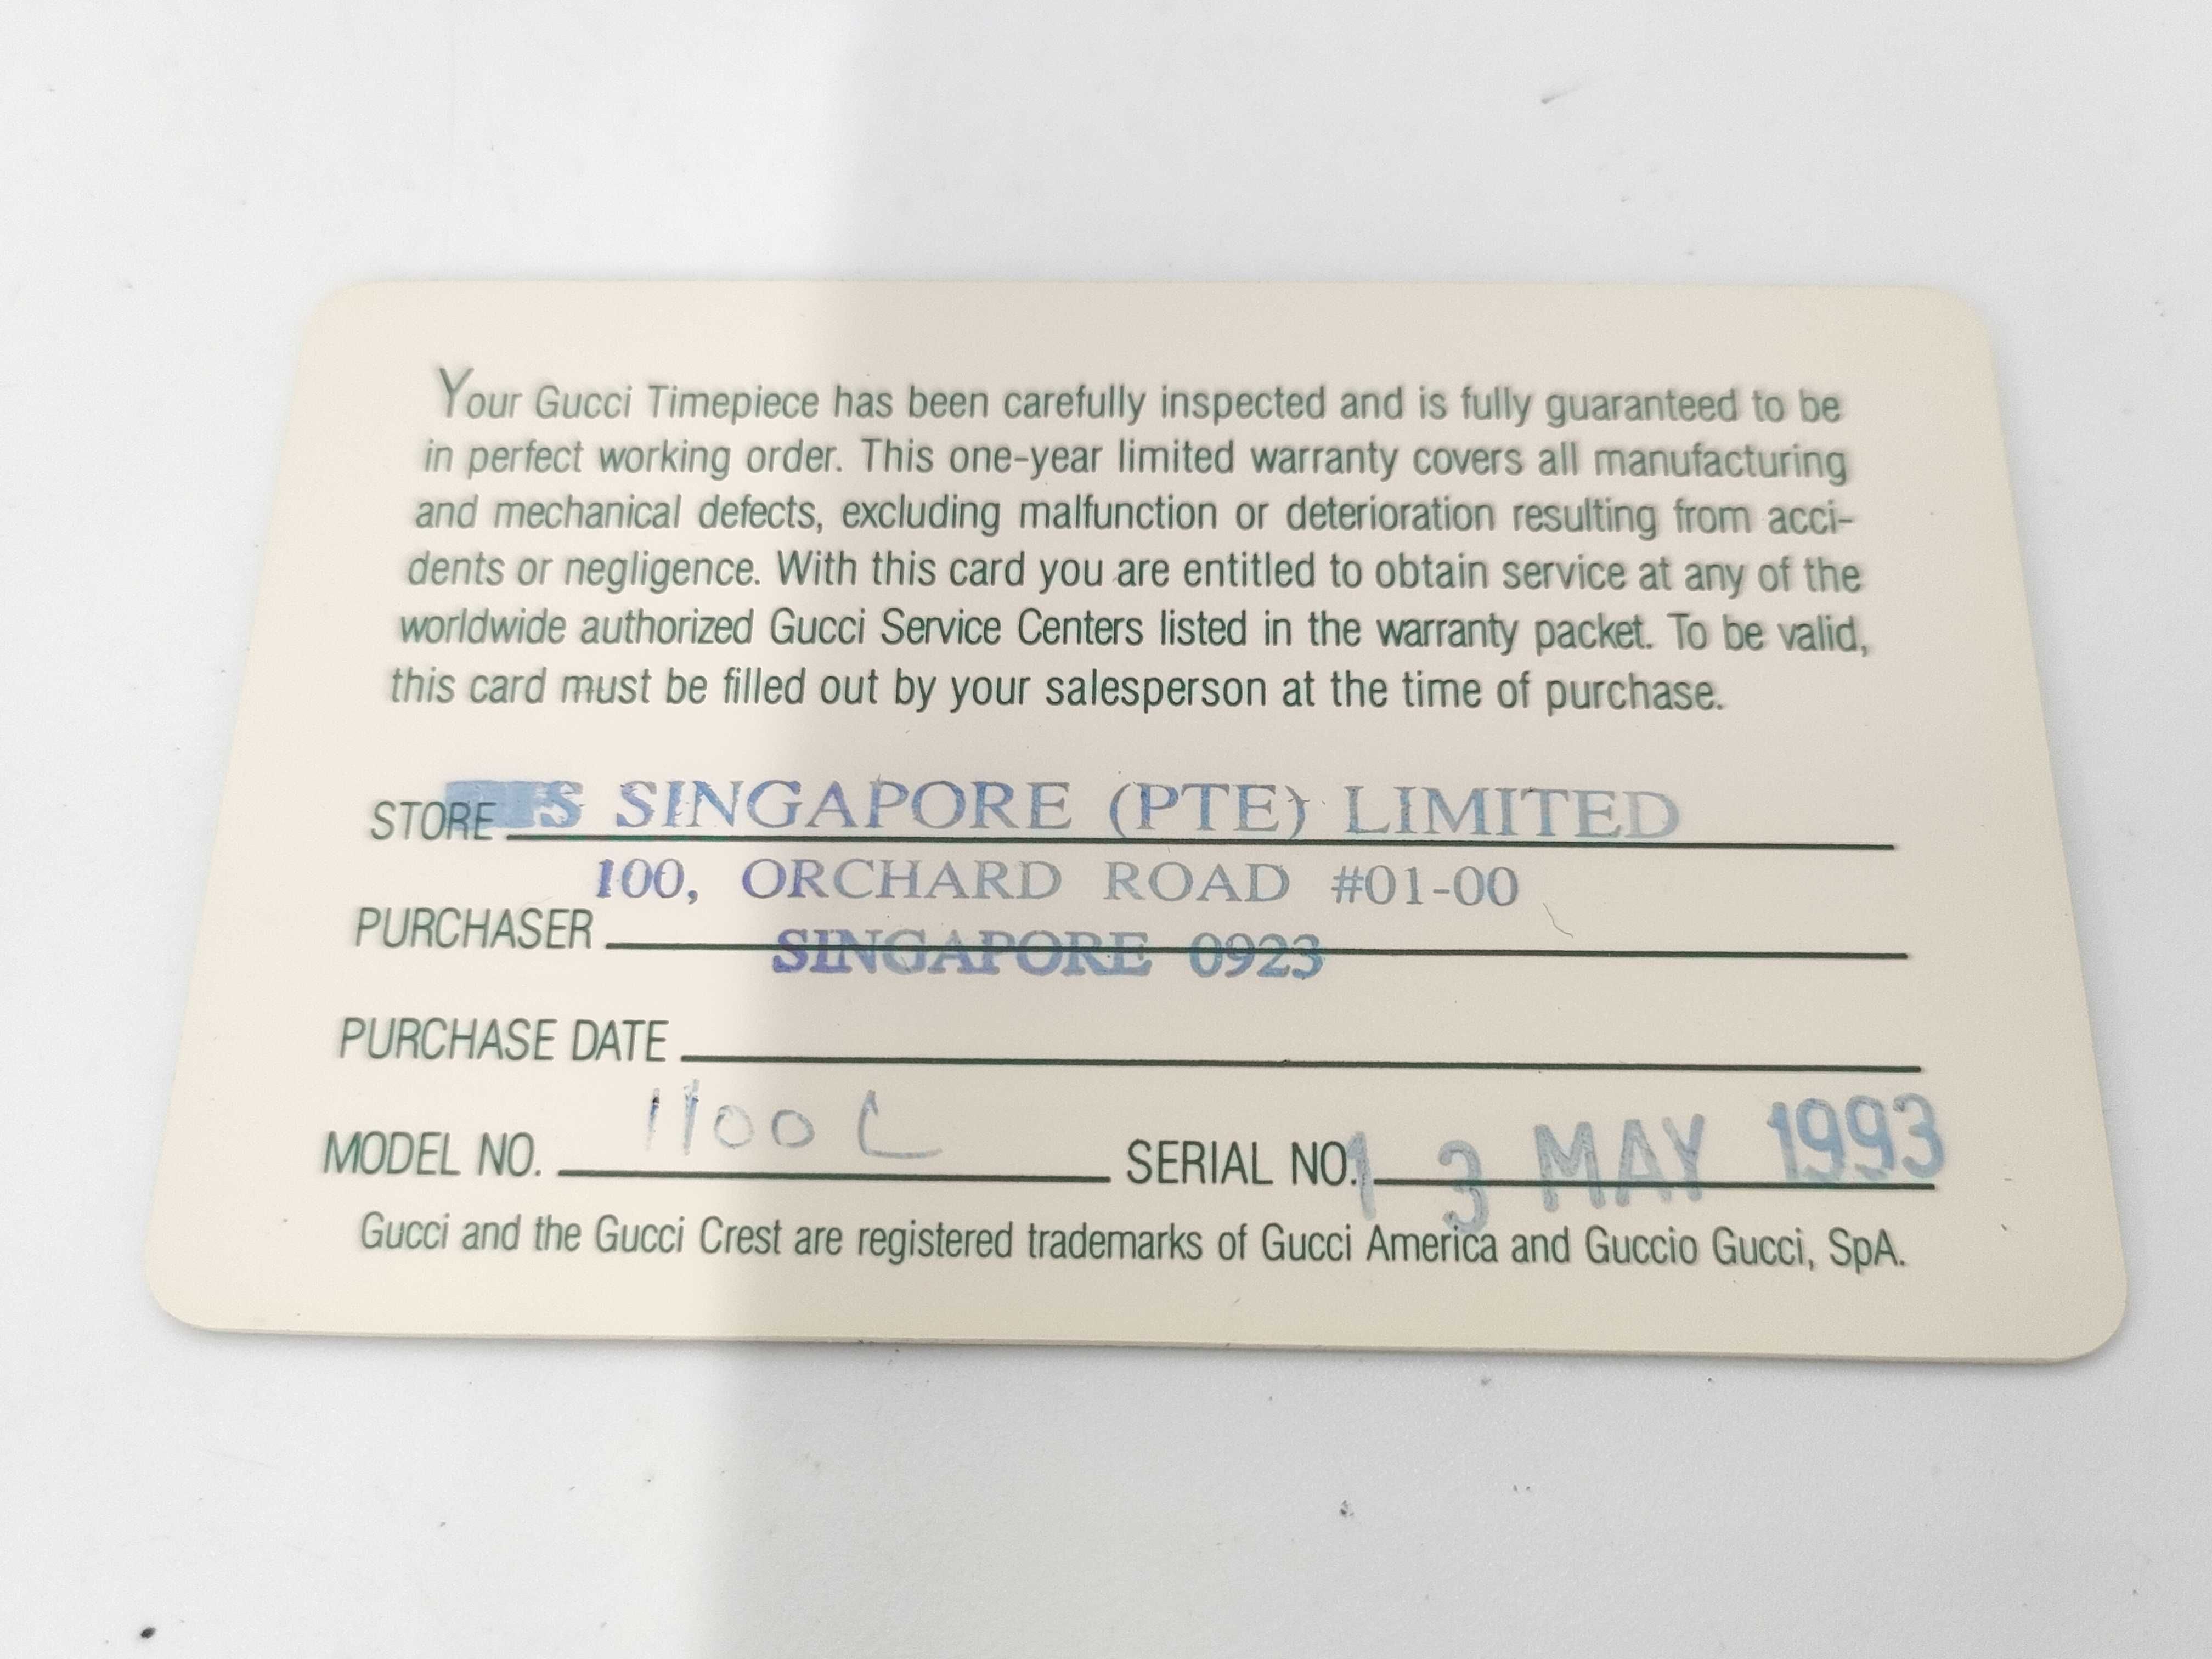 Your Gucci Timepiece has been carefully inspected and is fully guaranteed to be
in perfect working order. This one-year limited warranty covers all manufacturing
and mechanical defects, excluding malfunction or deterioration resulting from acci-
dents or negligence. With this card you are entitled to obtain service at any of the
worldwide authorized Gucci Service Centers listed in the warranty packet. To be valid,
this card must be filled out by your salesperson at the time of purchase.
STORE SINGAPORE (PTE) LIMITED
100, ORCHARD ROAD #01-00
PURCHASER
SINGAPORE 0923
PURCHASE DATE
MODEL NO. 1100 L SERIAL NO. 13 MAY 1993
Gucci and the Gucci Crest are registered trademarks of Gucci America and Guccio Gucci, SpA.